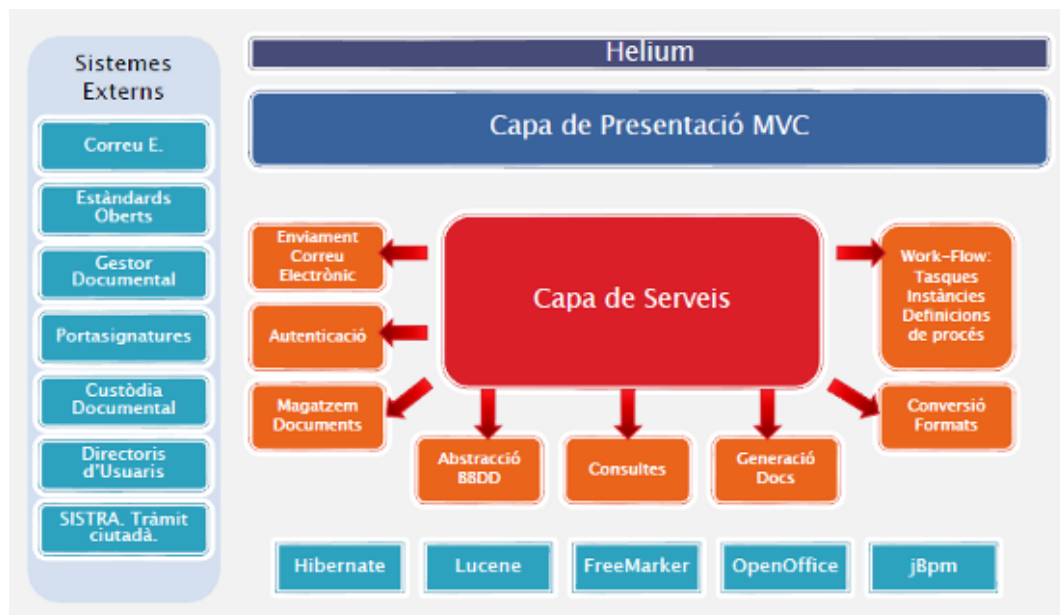 Sistemes
Externs
Correu E.
Estàndards
Oberts
Gestor
Documental
Portasignatures
Custòdia
Documental
Directoris
d'Usuaris
SISTRA. Tràmit
ciutadà.
Helium
Capa de Presentació MVC
Enviament
Correu
Electrònic
Autenticació
Magatzem
Documents
Capa de Serveis
Work-Flow:
Tasques
Instàncies
Definicions
de procés
Conversió
Formats
Abstracció
BBDD
Consultes
Generació
Docs
Hibernate
Lucene
FreeMarker
OpenOffice
jBpm